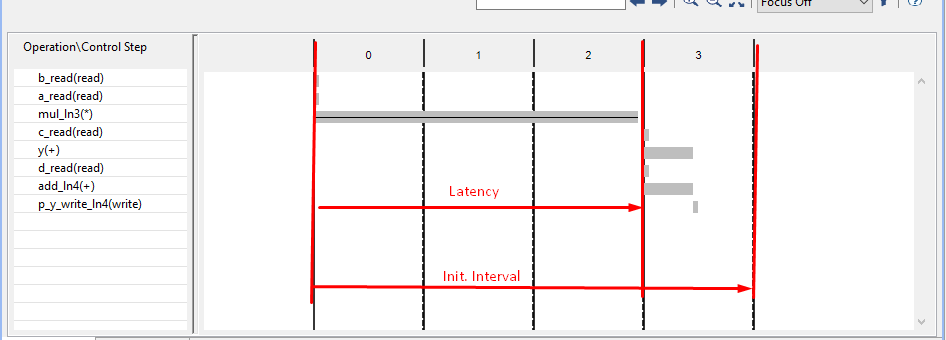 Focus Off
Operation\Control Step
0 1 2 3
b_read(read)
a_read(read)
mul_ln3(*)
c_read(read)
y(+)
d_read(read)
add_ln4(+)
p_y_write_ln4(write)
Latency
Init. Interval